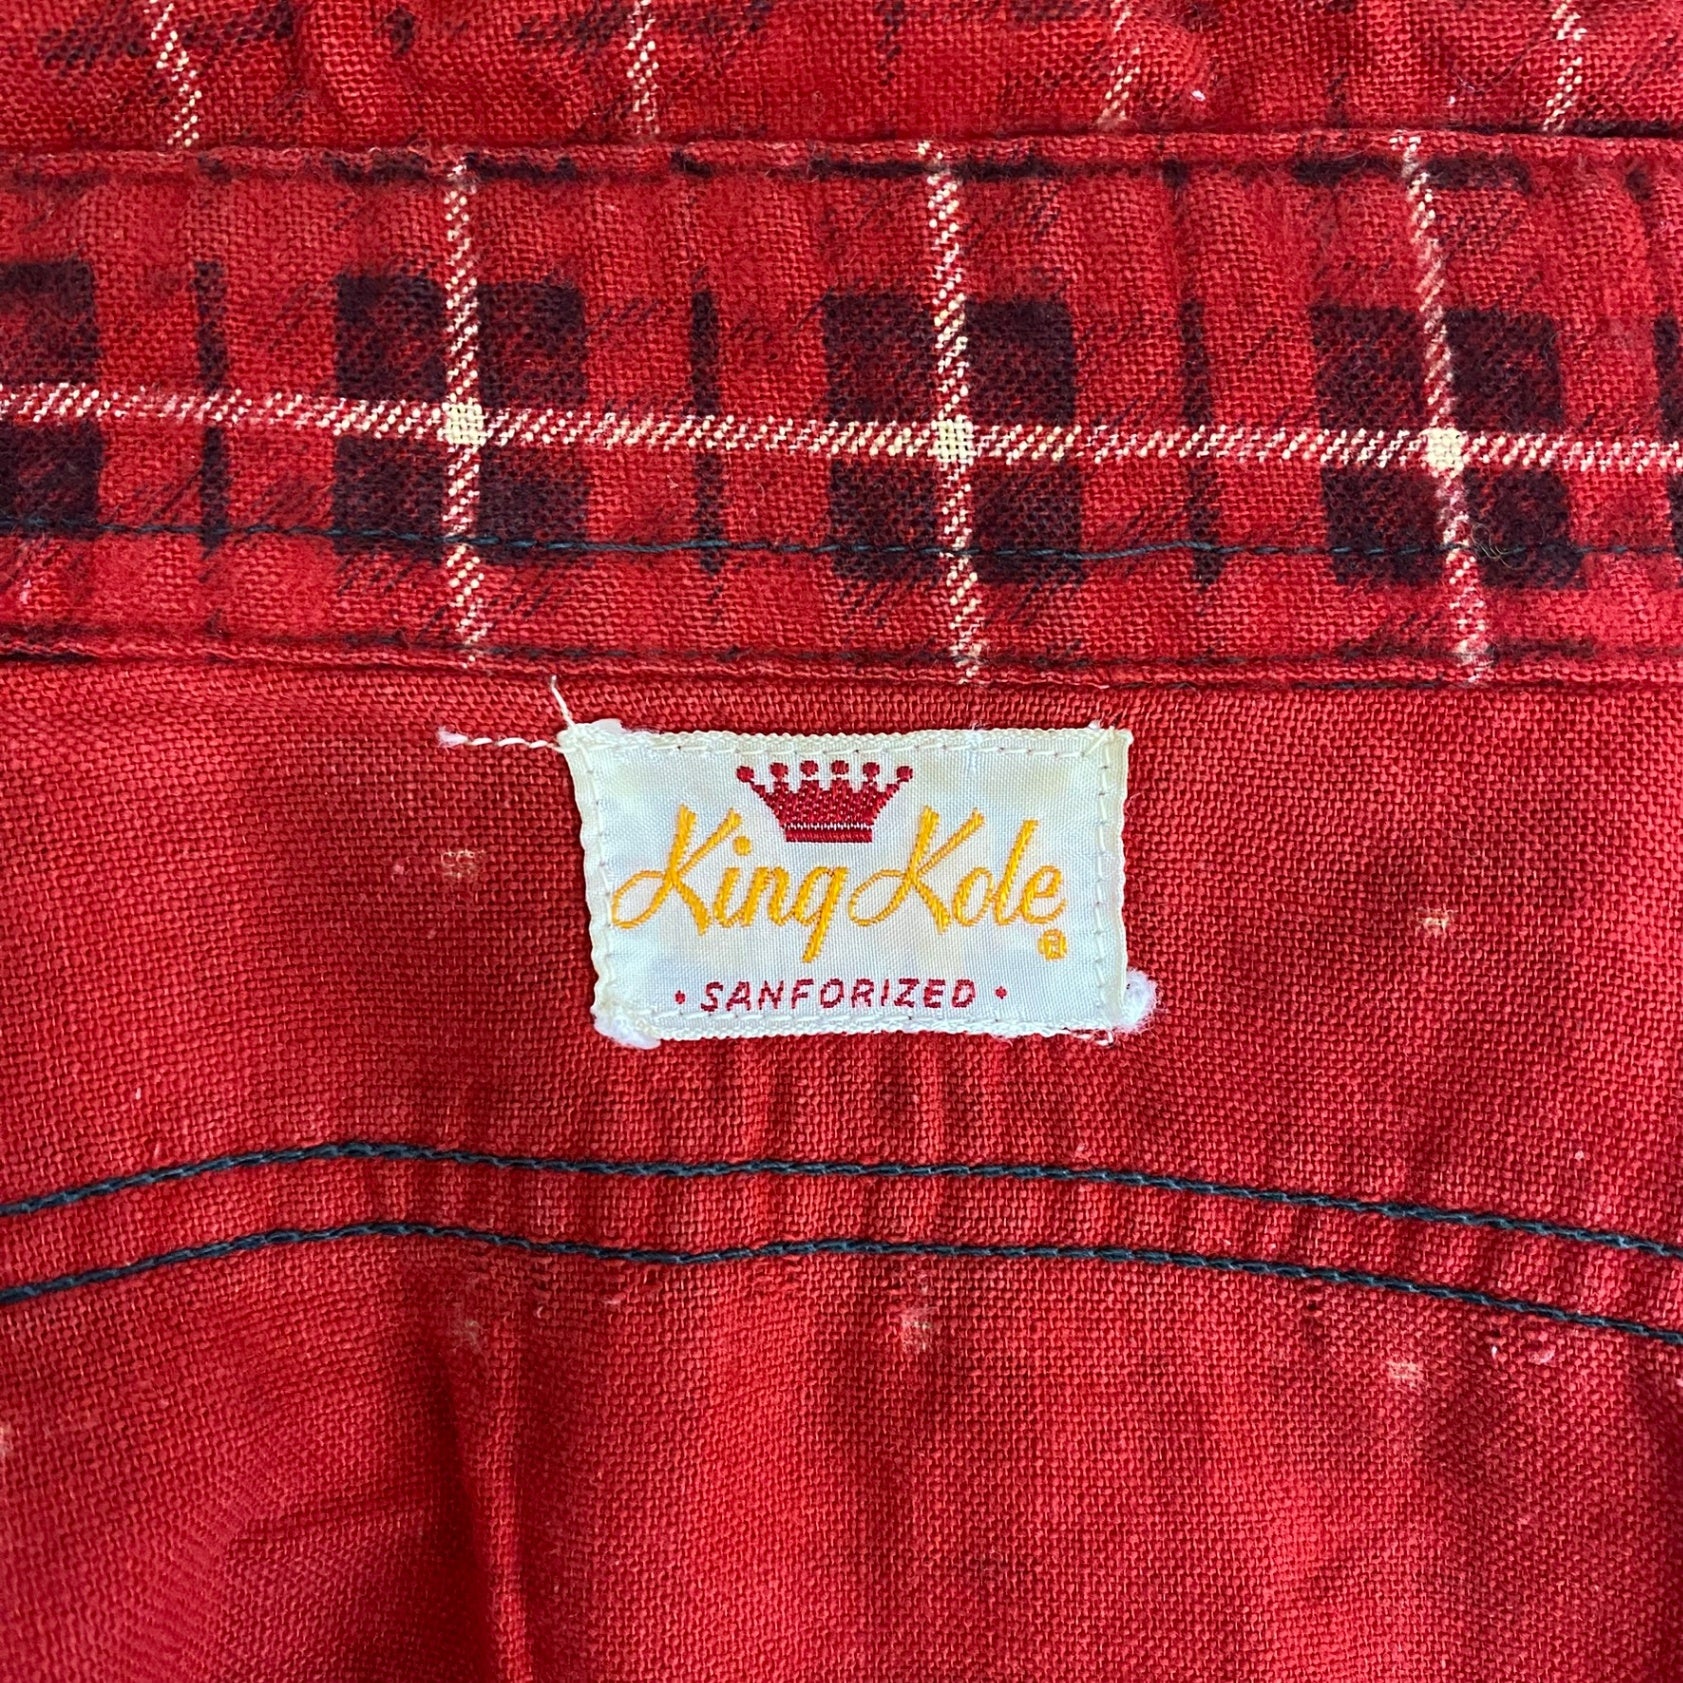 King Kole
®
• SANFORIZED •